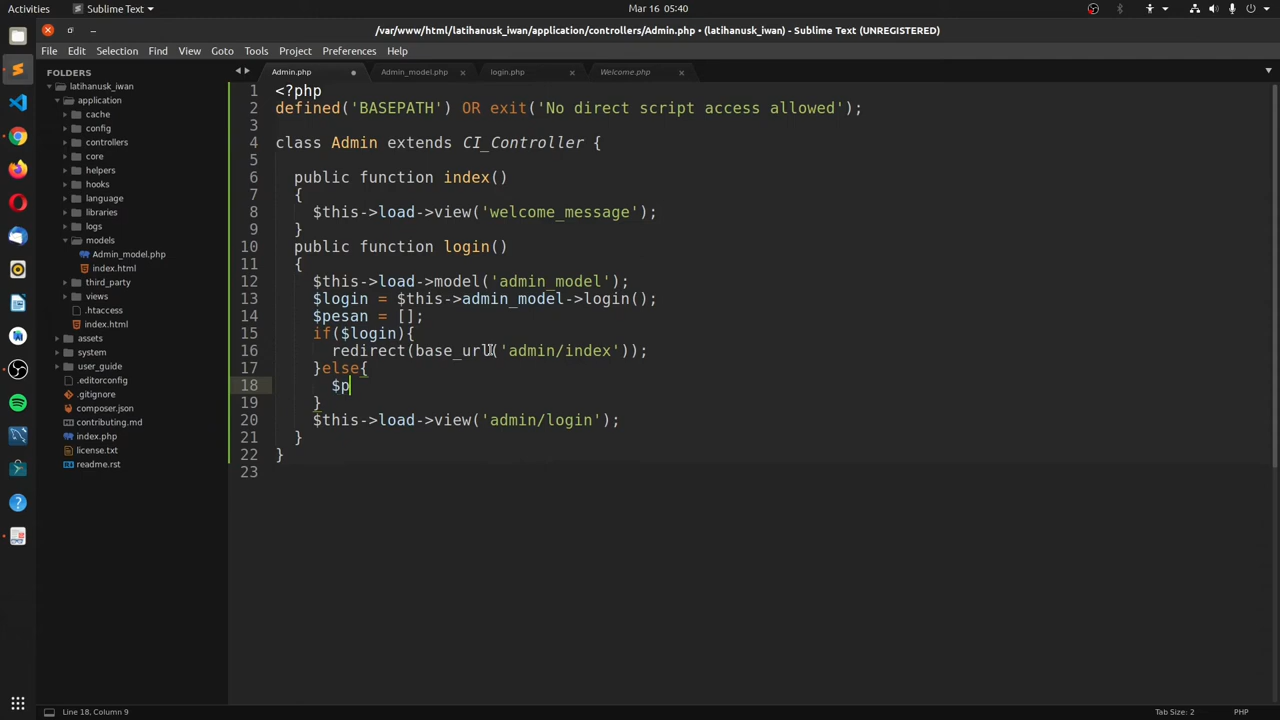 Activities
Sublime Text
Mar 16 05:40
/var/www/html/latihanusk_iwan/application/controllers/Admin.php • (latihanusk_iwan) - Sublime Text (UNREGISTERED)
File Edit Selection Find View Goto Tools Project Preferences Help
FOLDERS
latihanusk_iwan
application
cache
config
controllers
core
helpers
hooks
language
libraries
logs
models
Admin_model.php
index.html
third_party
views
.htaccess
index.html
assets
system
user_guide
.editorconfig
.gitignore
composer.json
contributing.md
index.php
license.txt
readme.rst
Admin.php
Admin_model.php
login.php
Welcome.php
1 <?php
2 defined('BASEPATH') OR exit('No direct script access allowed');
3
4 class Admin extends CI_Controller {
5
6 public function index()
7 {
8 $this->load->view('welcome_message');
9 }
10 public function login()
11 {
12 $this->load->model('admin_model');
13 $login = $this->admin_model->login();
14 $pesan = [];
15 if($login){
16 redirect(base_url('admin/index'));
17 }else{
18 $p
19 }
20 $this->load->view('admin/login');
21 }
22 }
23
Line 18, Column 9
Tab Size: 2
PHP